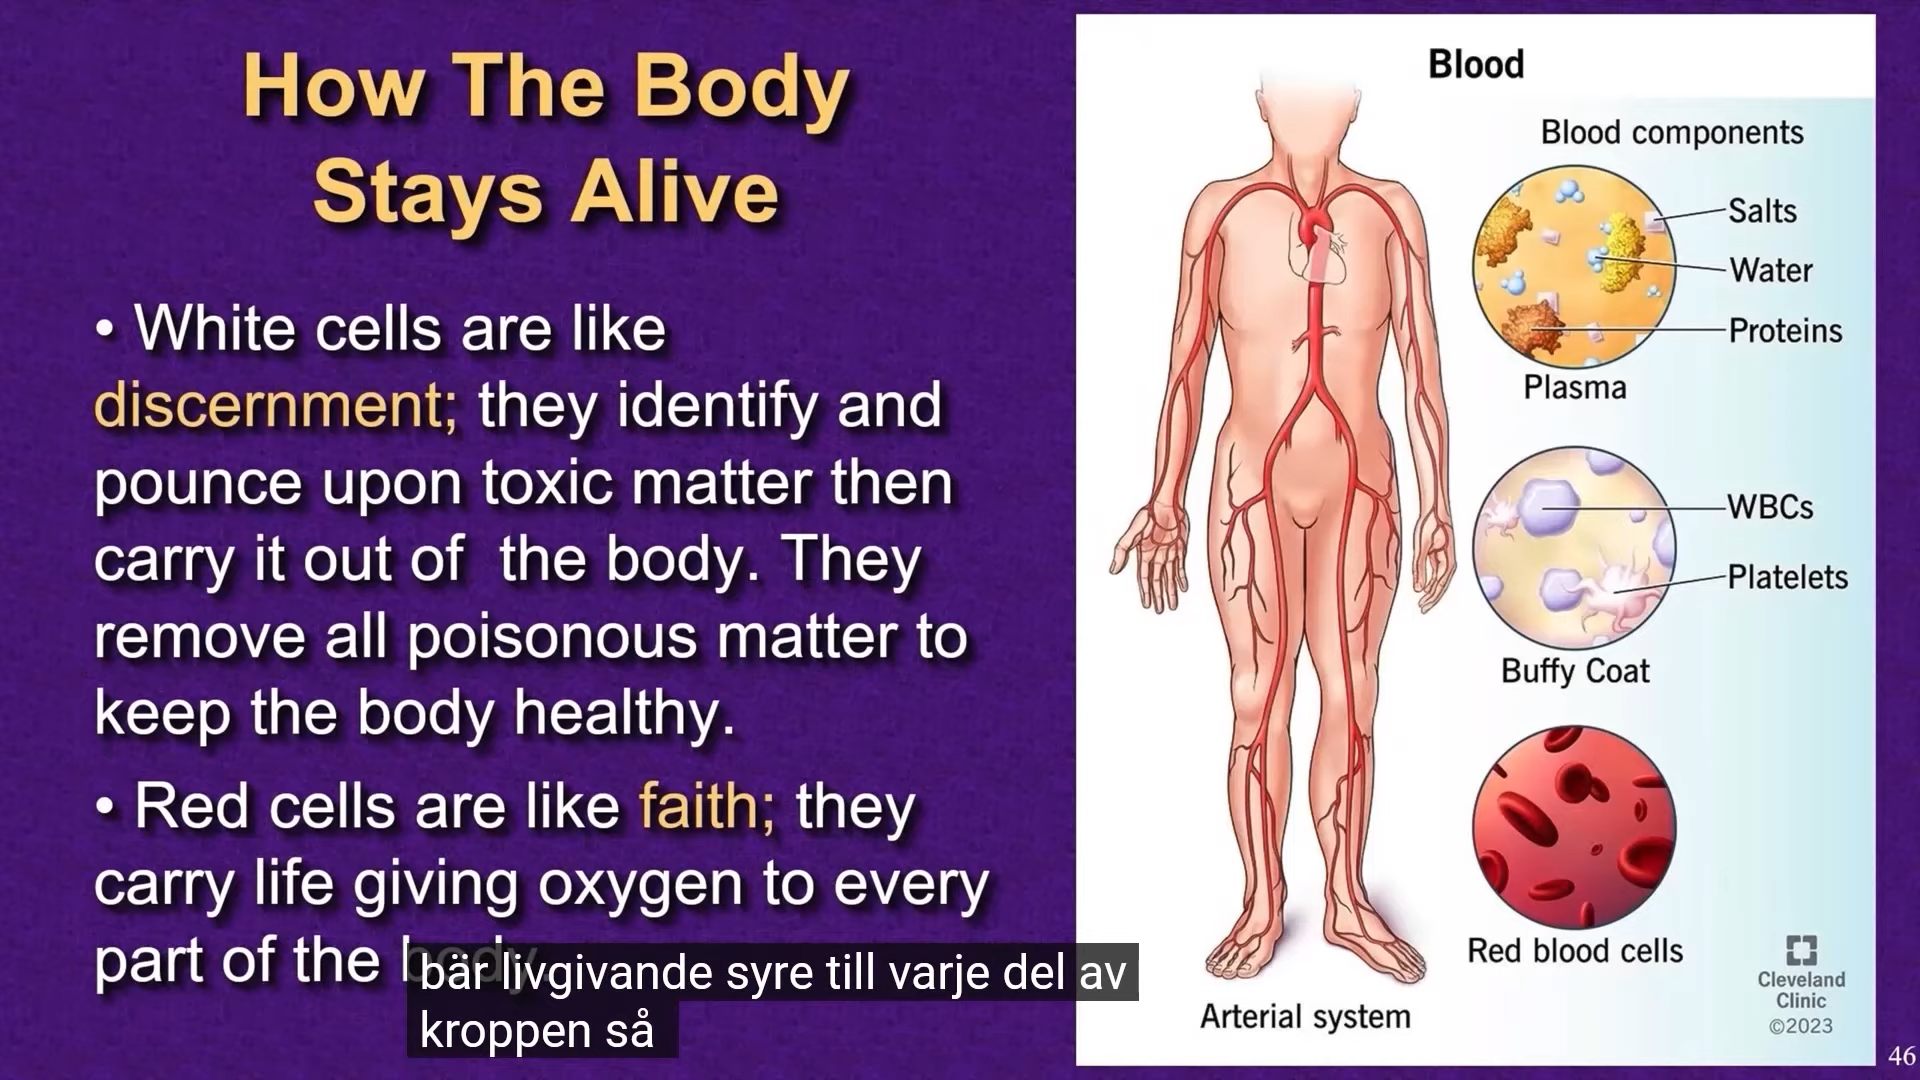 How The Body
Stays Alive
• White cells are like
discernment; they identify and
pounce upon toxic matter then
carry it out of the body. They
remove all poisonous matter to
keep the body healthy.
• Red cells are like faith; they
carry life giving oxygen to every
part of the body
bär livgivande syre till varje del av
kroppen så
Blood
Blood components
Salts
Water
Proteins
Plasma
WBCs
Platelets
Buffy Coat
Red blood cells
Arterial system
Cleveland
Clinic
©2023
46